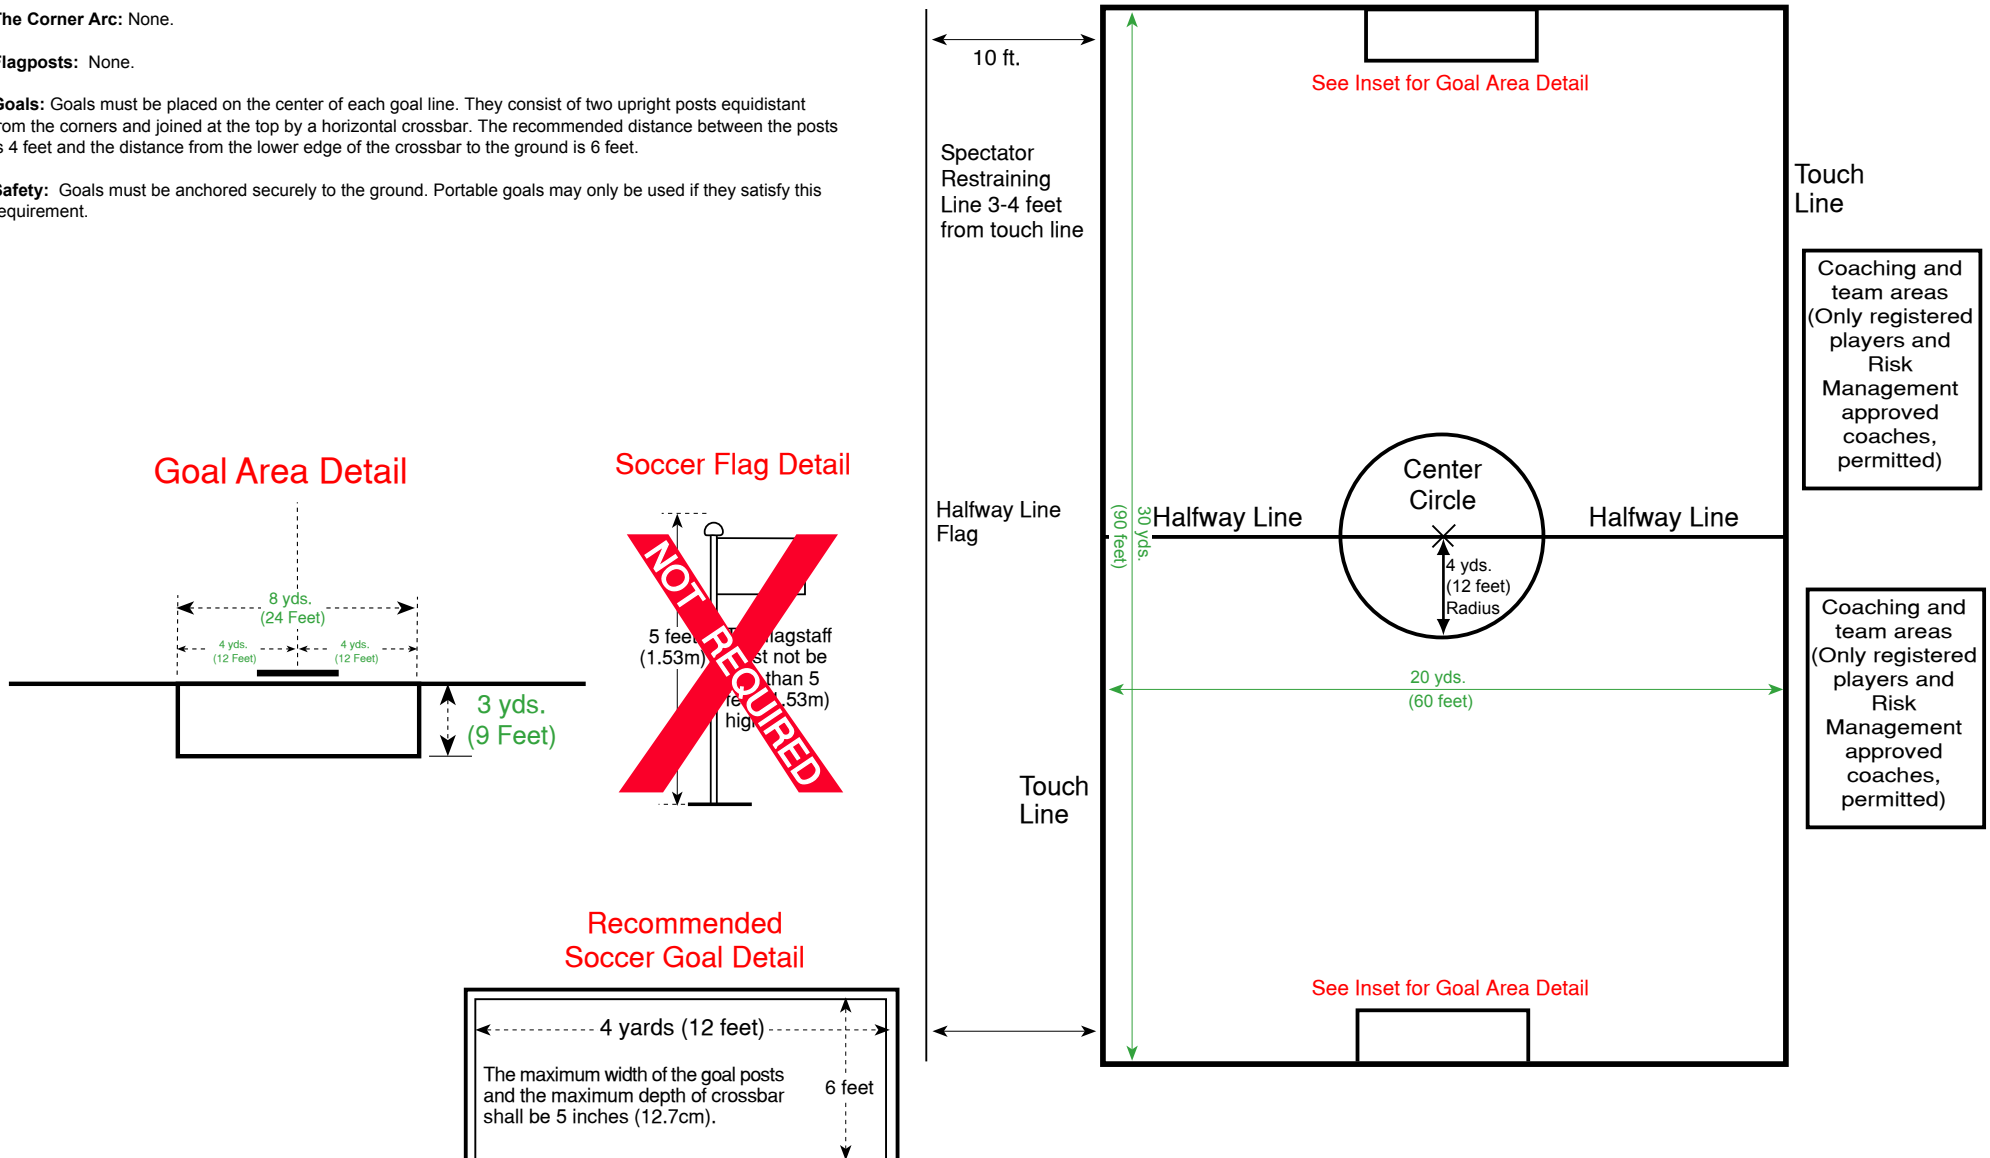 he Corner Arc: None.
lagposts: None.
oals: Goals must be placed on the center of each goal line. They consist of two upright posts equidistant
om the corners and joined at the top by a horizontal crossbar. The recommended distance between the posts
s 4 feet and the distance from the lower edge of the crossbar to the ground is 6 feet.
afety: Goals must be anchored securely to the ground. Portable goals may only be used if they satisfy this
equirement.
Goal Area Detail
8 yds.
(24 Feet)
4 yds.
(12 Feet)
4 yds.
(12 Feet)
3 yds.
(9 Feet)
Soccer Flag Detail
5 feet
(1.53m)
lagstaff
st not be
than 5
.53m)
NOT REQUIRED
Recommended
Soccer Goal Detail
4 yards (12 feet)
The maximum width of the goal posts
and the maximum depth of crossbar
shall be 5 inches (12.7cm).
6 feet
10 ft.
Spectator
Restraining
Line 3-4 feet
from touch line
Halfway Line
Flag
Touch
Line
See Inset for Goal Area Detail
30 yds.
(90 feet)
Halfway Line
Center
Circle
Halfway Line
4 yds.
(12 feet)
Radius
20 yds.
(60 feet)
See Inset for Goal Area Detail
Touch
Line
Coaching and
team areas
(Only registered
players and
Risk
Management
approved
coaches,
permitted)
Coaching and
team areas
(Only registered
players and
Risk
Management
approved
coaches,
permitted)